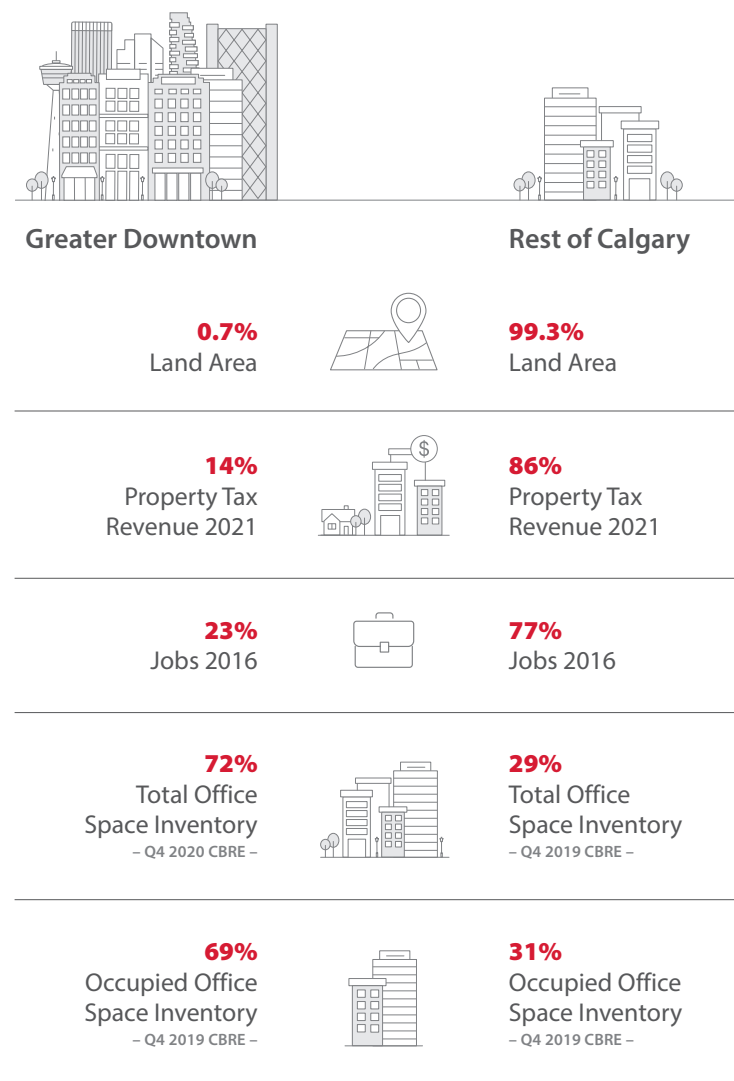 Greater Downtown
Rest of Calgary
0.7%
Land Area
99.3%
Land Area
14%
Property Tax
Revenue 2021
$
86%
Property Tax
Revenue 2021
23%
Jobs 2016
77%
Jobs 2016
72%
Total Office
Space Inventory
– Q4 2020 CBRE –
29%
Total Office
Space Inventory
– Q4 2019 CBRE –
69%
Occupied Office
Space Inventory
– Q4 2019 CBRE –
31%
Occupied Office
Space Inventory
– Q4 2019 CBRE –